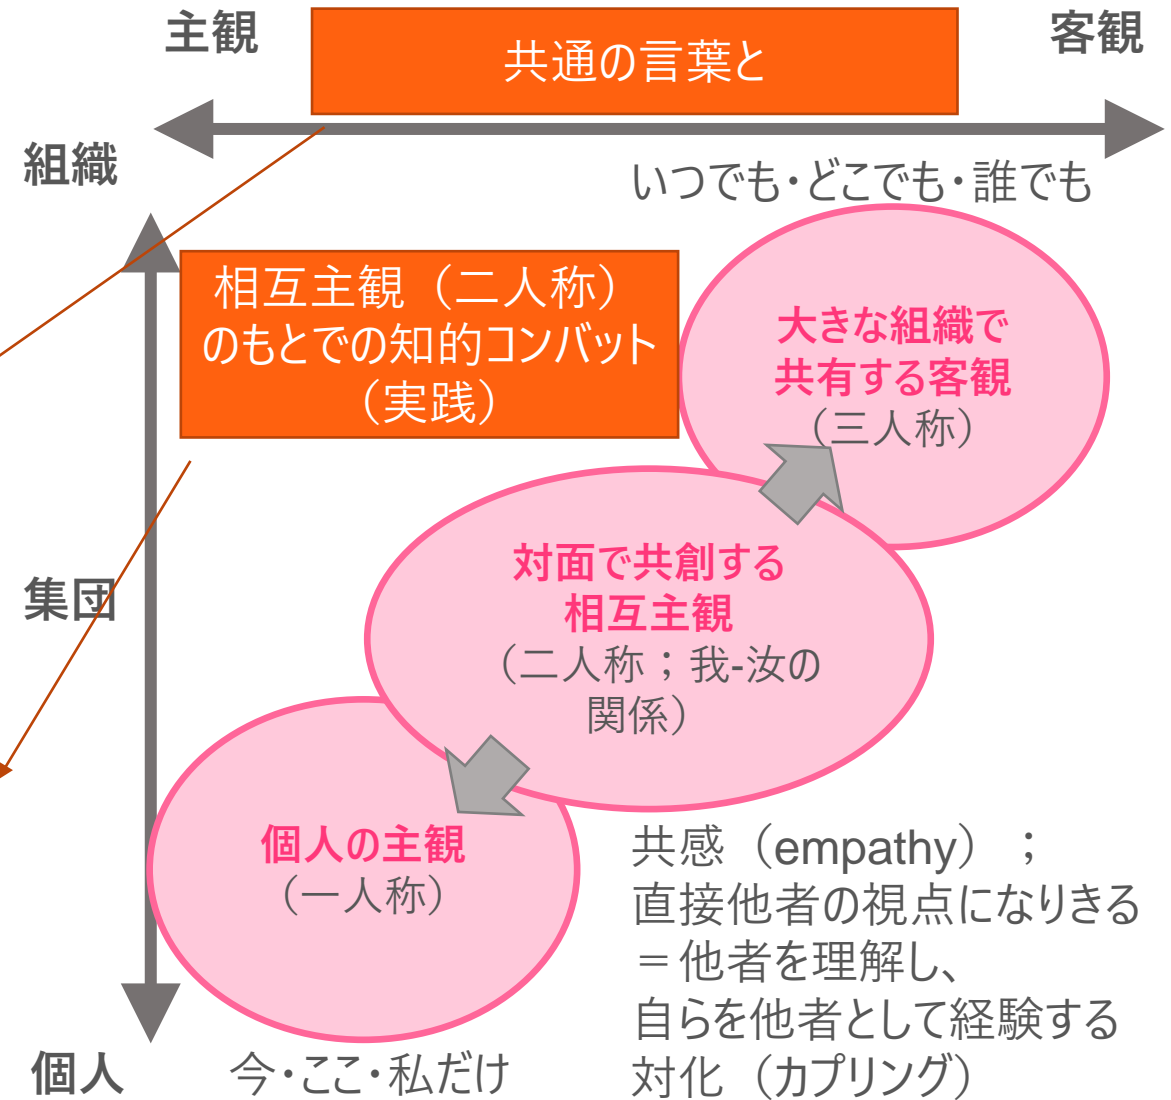 主観
共通の言葉と
客観
組織
いつでも・どこでも・誰でも
相互主観（二人称）
のもとでの知的コンバット
（実践）
大きな組織で
共有する客観
（三人称）
集団
対面で共創する
相互主観
（二人称；我-汝の
関係）
個人の主観
（一人称）
共感（empathy）；
直接他者の視点になりきる
＝他者を理解し、
自らを他者として経験する
対化（カプリング）
個人
今・ここ・私だけ